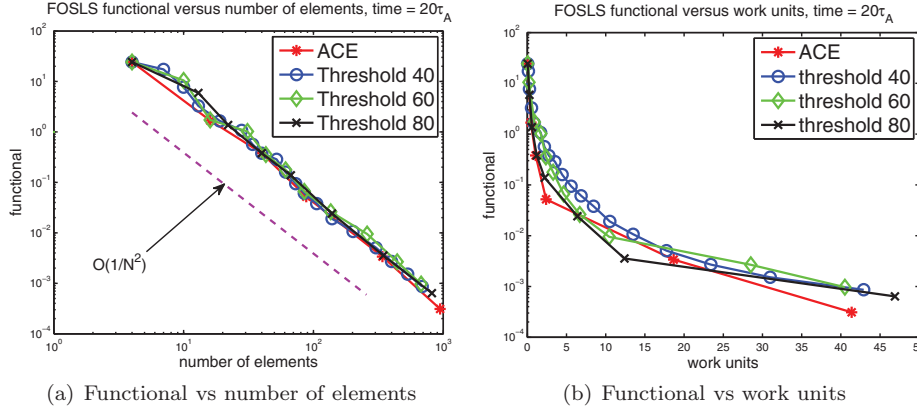 FOSLS functional versus number of elements, time = 20τ_A
functional
10^2
10^1
10^0
10^-1
10^-2
10^-3
10^-4
10^0
10^1
10^2
10^3
number of elements
ACE
Threshold 40
Threshold 60
Threshold 80
O(1/N^2)
(a) Functional vs number of elements
FOSLS functional versus work units, time = 20τ_A
functional
10^2
10^1
10^0
10^-1
10^-2
10^-3
10^-4
0
5
10
15
20
25
30
35
40
45
50
work units
ACE
threshold 40
threshold 60
threshold 80
(b) Functional vs work units